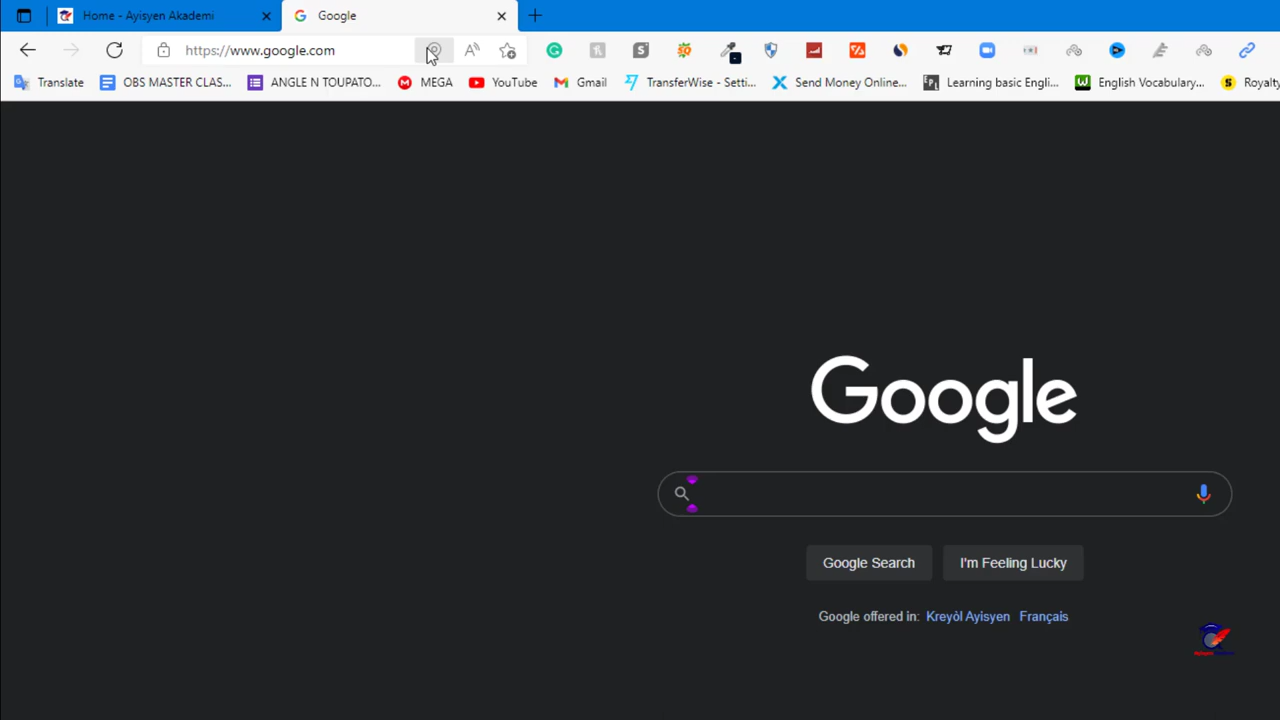 Home - Ayisyen Akademi
Google
https://www.google.com
Translate
OBS MASTER CLAS...
ANGLE N TOUPATO...
MEGA
YouTube
Gmail
TransferWise - Setti...
Send Money Online...
Learning basic Engli...
English Vocabulary...
Royalty
Google
Google Search
I'm Feeling Lucky
Google offered in: Kreyòl Ayisyen Français